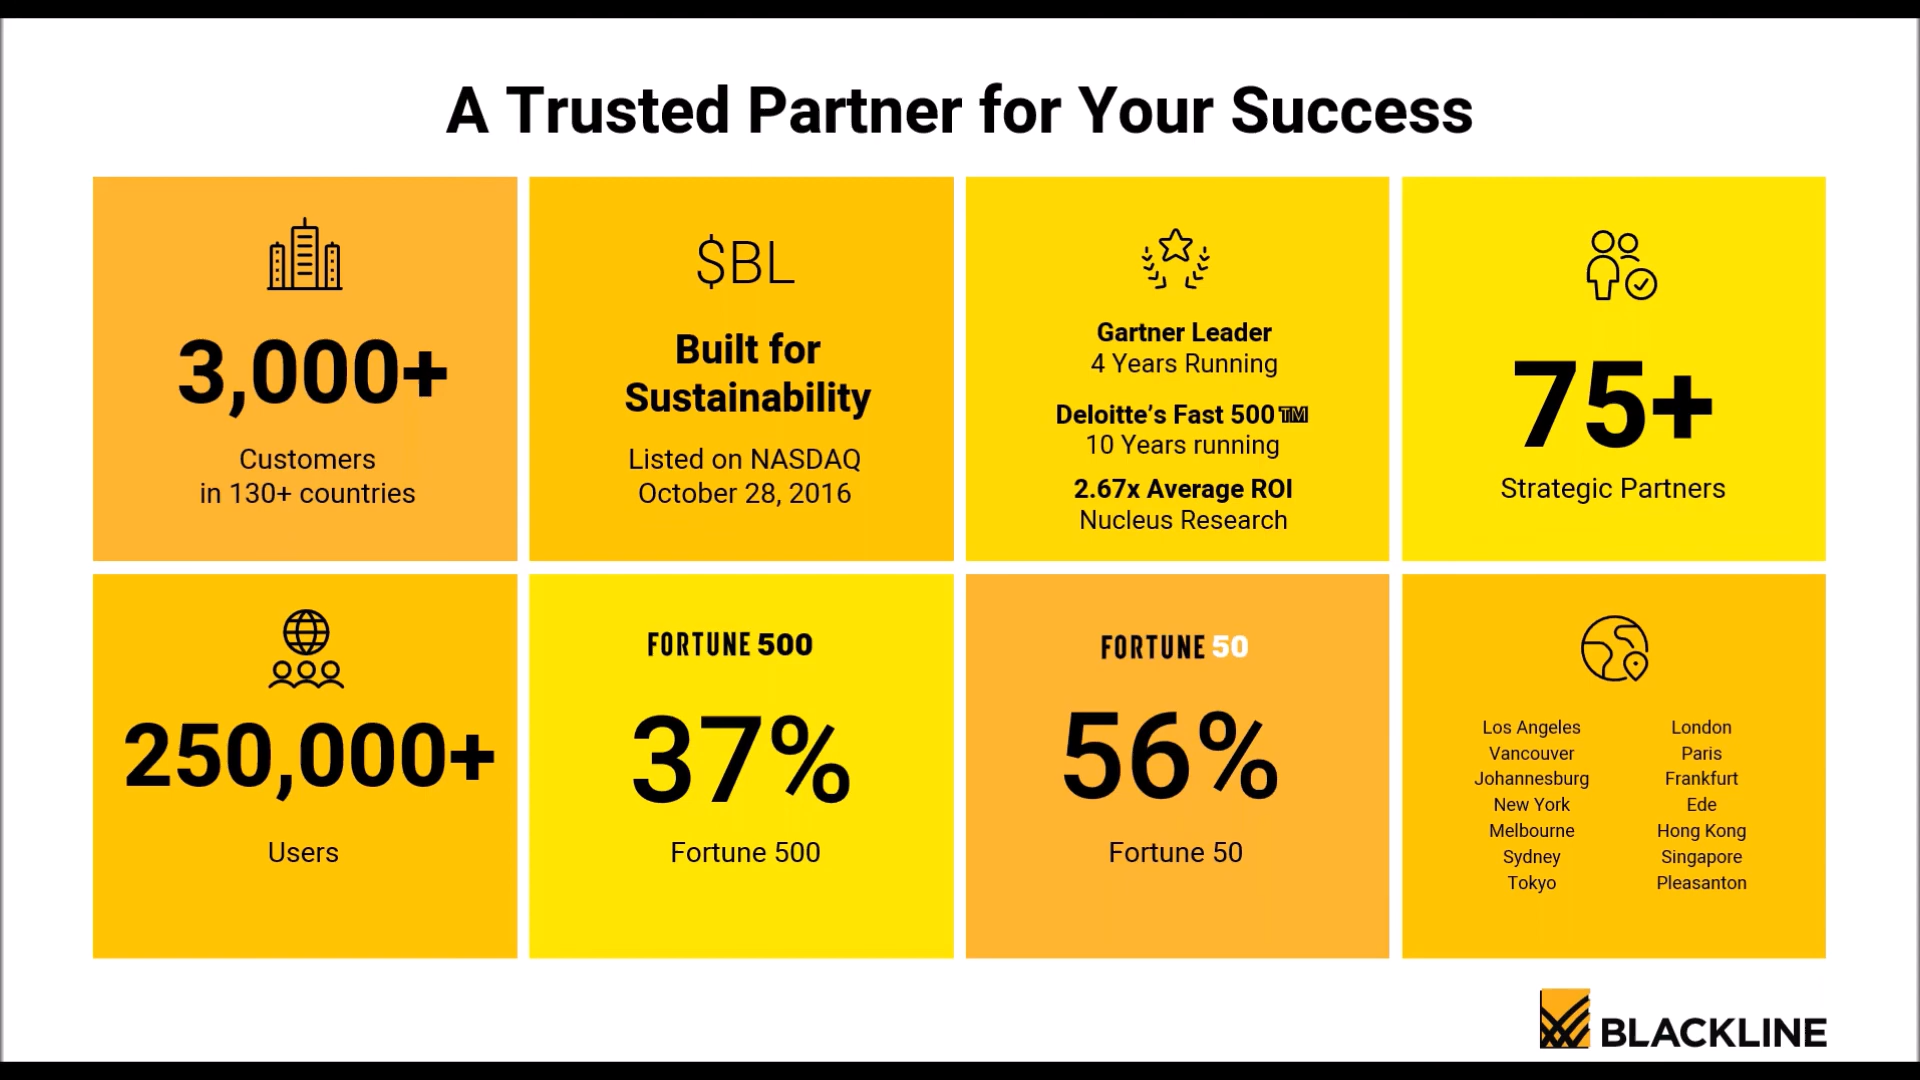 A Trusted Partner for Your Success
3,000+
Customers
in 130+ countries
$BL
Built for
Sustainability
Listed on NASDAQ
October 28, 2016
Gartner Leader
4 Years Running
Deloitte’s Fast 500™
10 Years running
2.67x Average ROI
Nucleus Research
75+
Strategic Partners
250,000+
Users
FORTUNE 500
37%
Fortune 500
FORTUNE 50
56%
Fortune 50
Los Angeles
Vancouver
Johannesburg
New York
Melbourne
Sydney
Tokyo
London
Paris
Frankfurt
Ede
Hong Kong
Singapore
Pleasanton
BLACKLINE